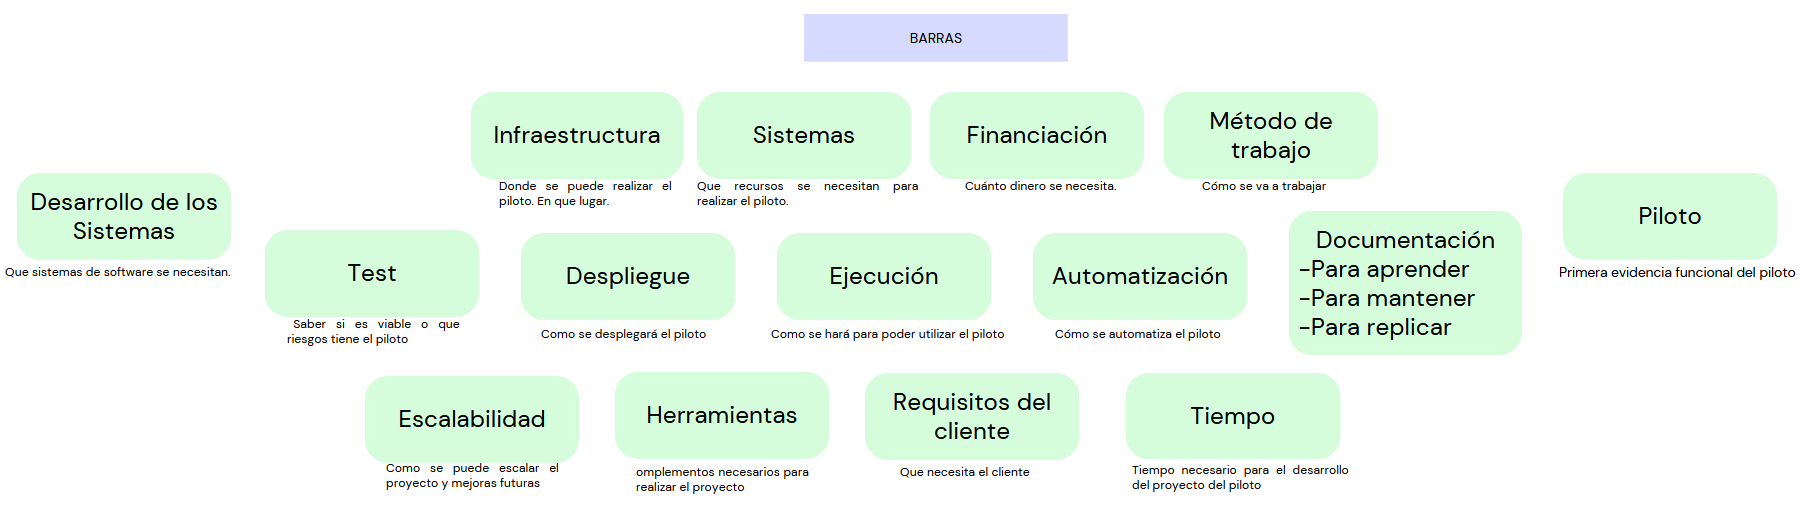 BARRAS
Infraestructura
Donde se puede realizar el
piloto. En que lugar.
Sistemas
Que recursos se necesitan para
realizar el piloto.
Financiación
Cuánto dinero se necesita.
Método de
trabajo
Cómo se va a trabajar
Desarrollo de los
Sistemas
Que sistemas de software se necesitan.
Piloto
Primera evidencia funcional del piloto
Test
Saber si es viable o que
riesgos tiene el piloto
Despliegue
Como se desplegará el piloto
Ejecución
Como se hará para poder utilizar el piloto
Automatización
Cómo se automatiza el piloto
Documentación
-Para aprender
-Para mantener
-Para replicar
Escalabilidad
Como se puede escalar el
proyecto y mejoras futuras
Herramientas
omplementos necesarios para
realizar el proyecto
Requisitos del
cliente
Que necesita el cliente
Tiempo
Tiempo necesario para el desarrollo
del proyecto del piloto